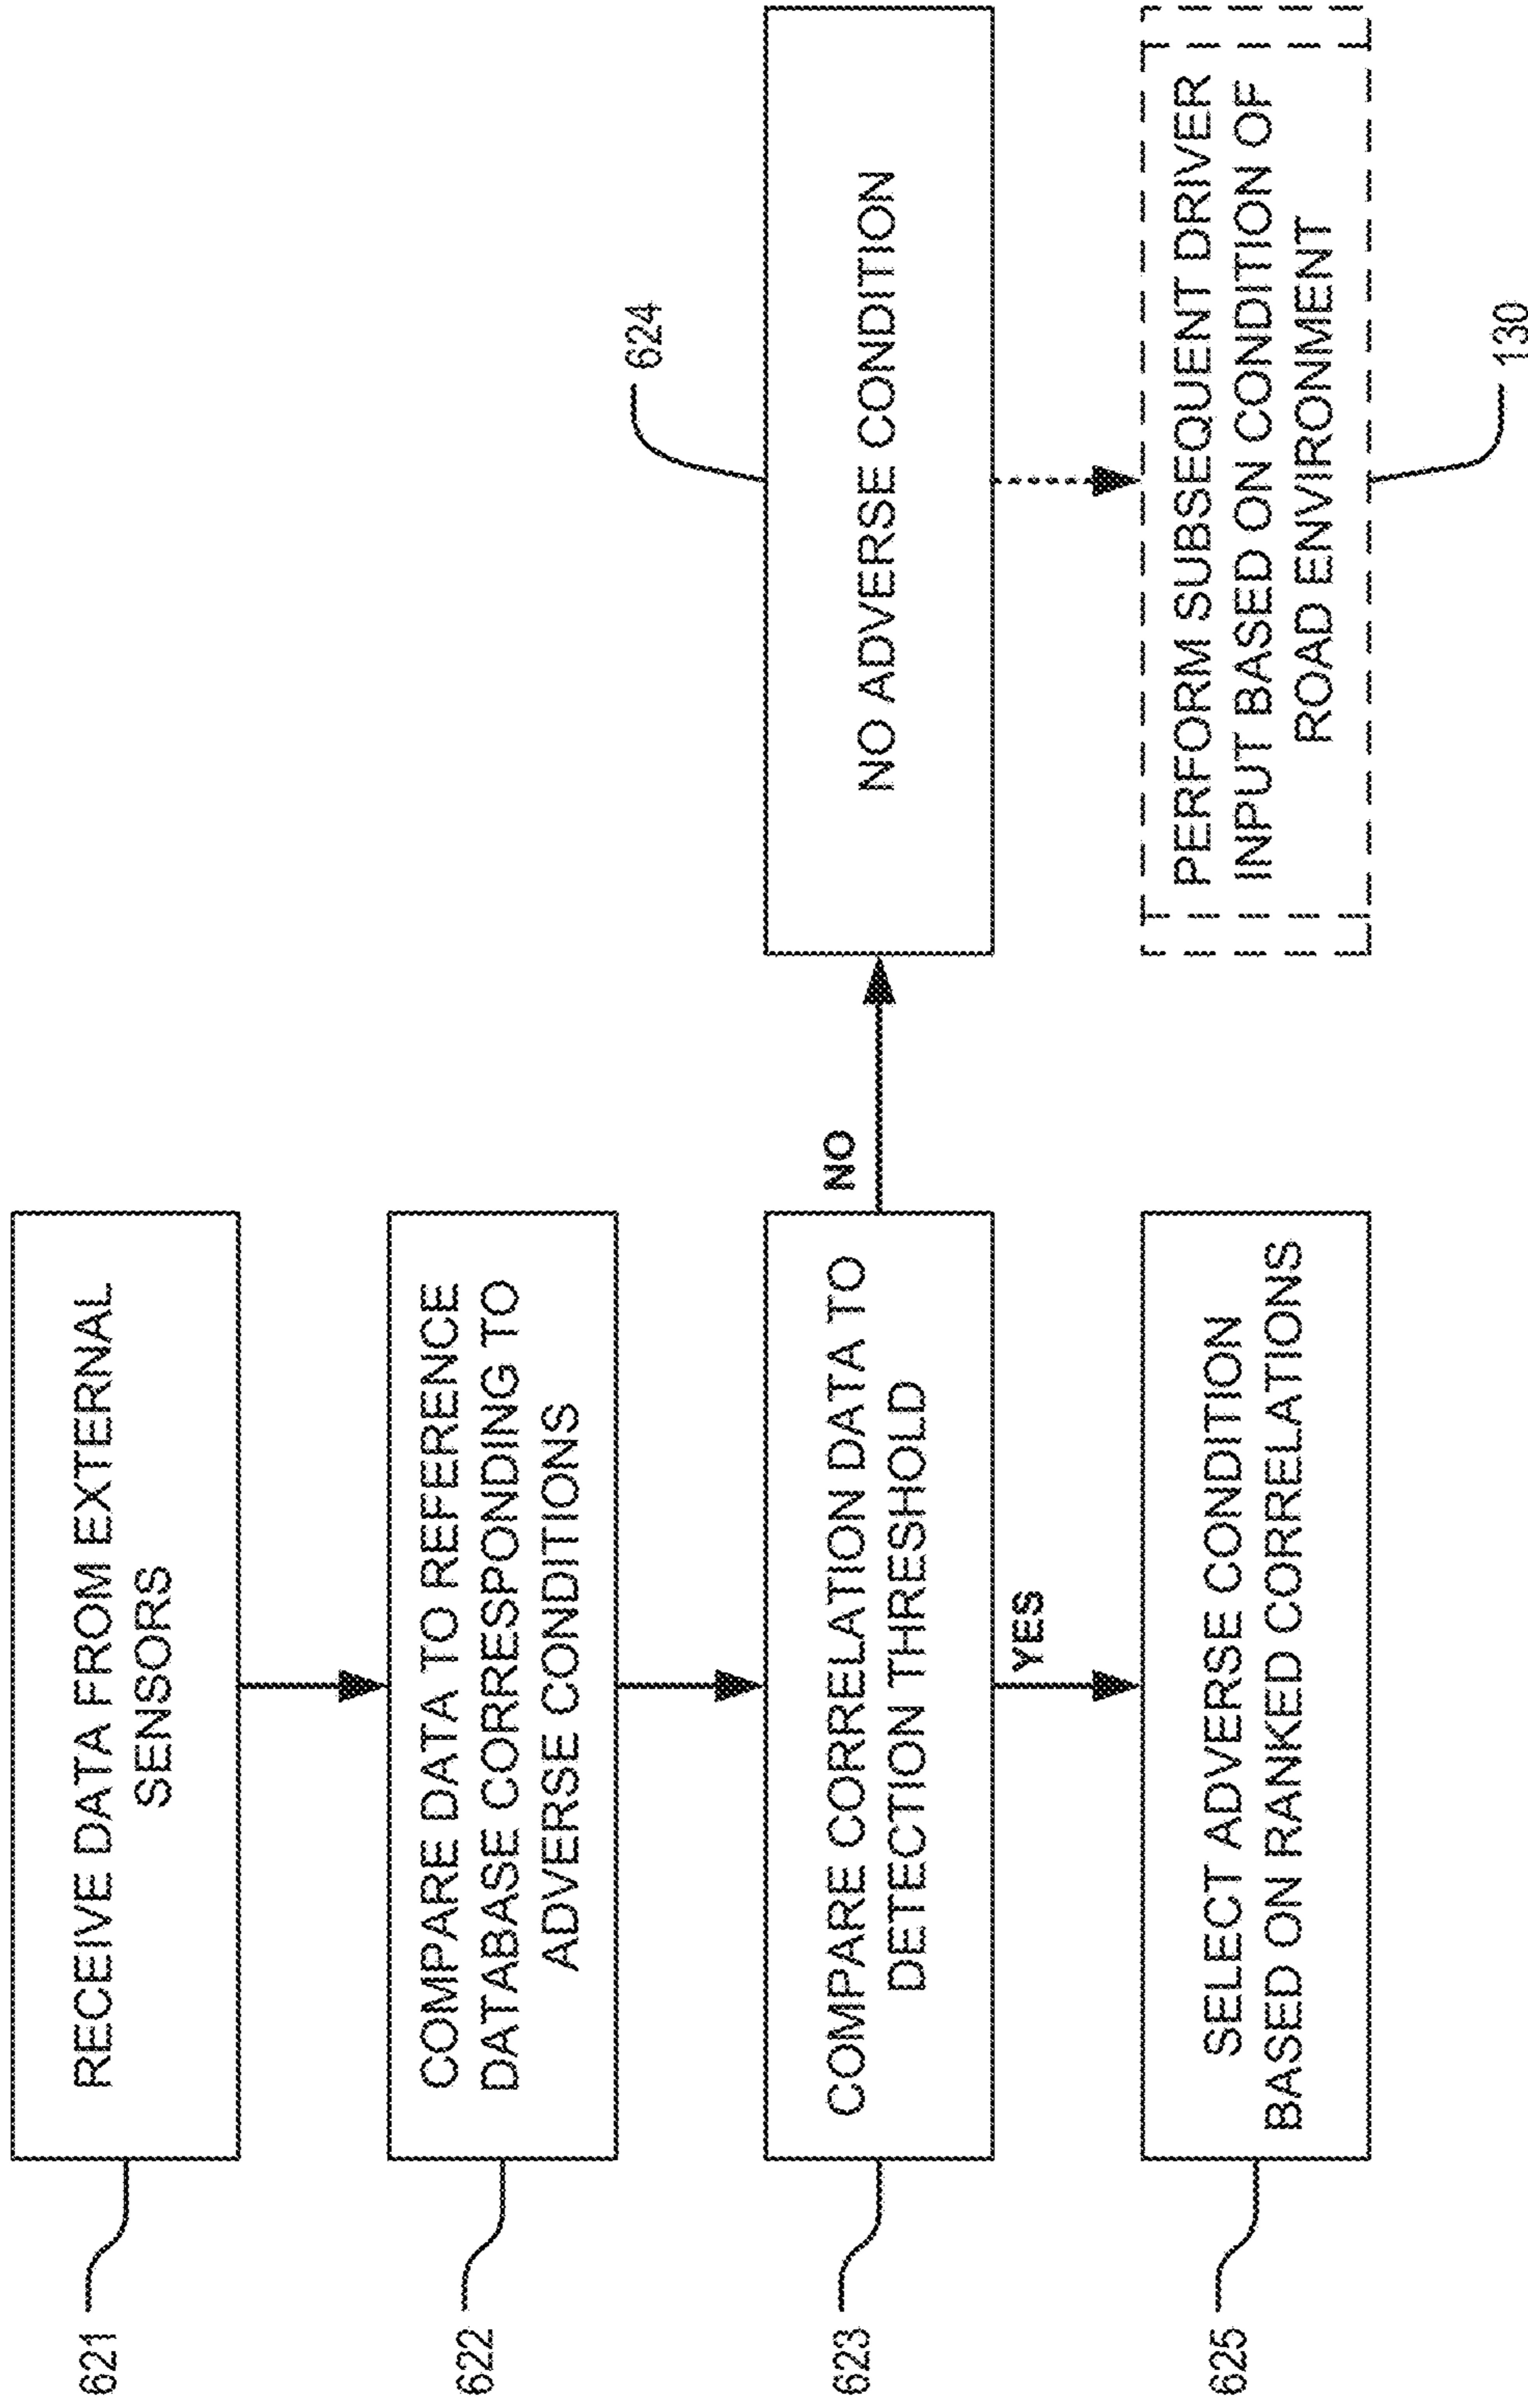 621
RECEIVE DATA FROM EXTERNAL
SENSORS
622
COMPARE DATA TO REFERENCE
DATABASE CORRESPONDING TO
ADVERSE CONDITIONS
623
COMPARE CORRELATION DATA TO
DETECTION THRESHOLD
NO
624
NO ADVERSE CONDITION
YES
625
SELECT ADVERSE CONDITION
BASED ON RANKED CORRELATIONS
PERFORM SUBSEQUENT DRIVER
INPUT BASED ON CONDITION OF
ROAD ENVIRONMENT
130